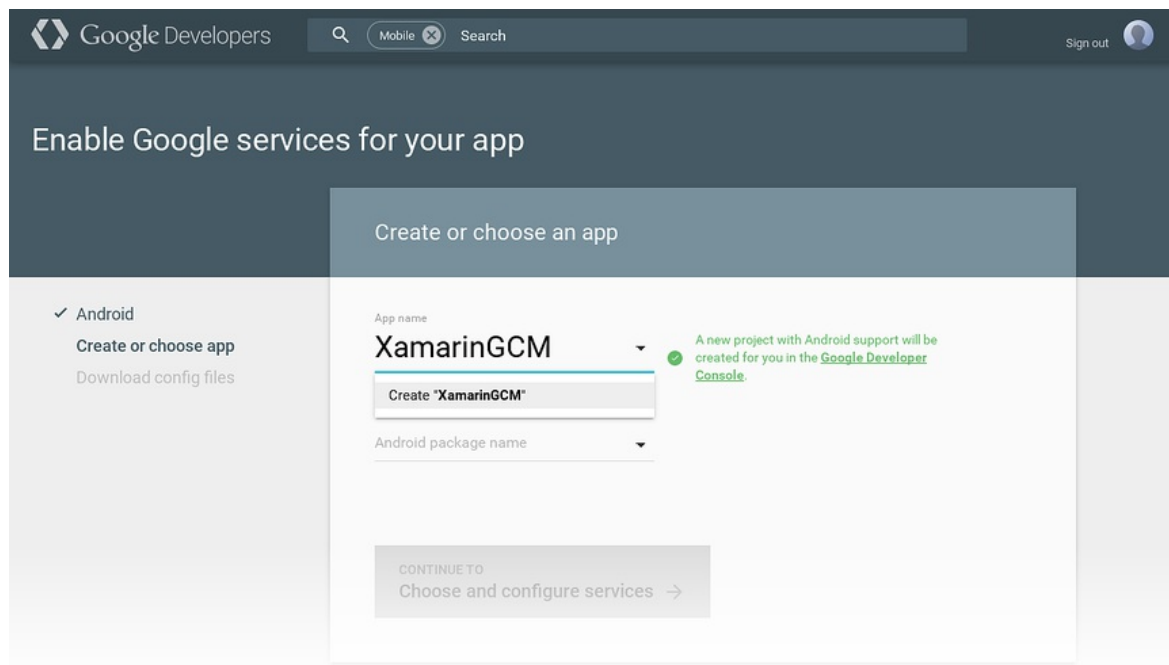 Google Developers
Mobile
Search
Sign out
Enable Google services for your app
Create or choose an app
Android
Create or choose app
Download config files
App name
XamarinGCM
Create "XamarinGCM"
A new project with Android support will be
created for you in the Google Developer
Console.
Android package name
CONTINUE TO
Choose and configure services